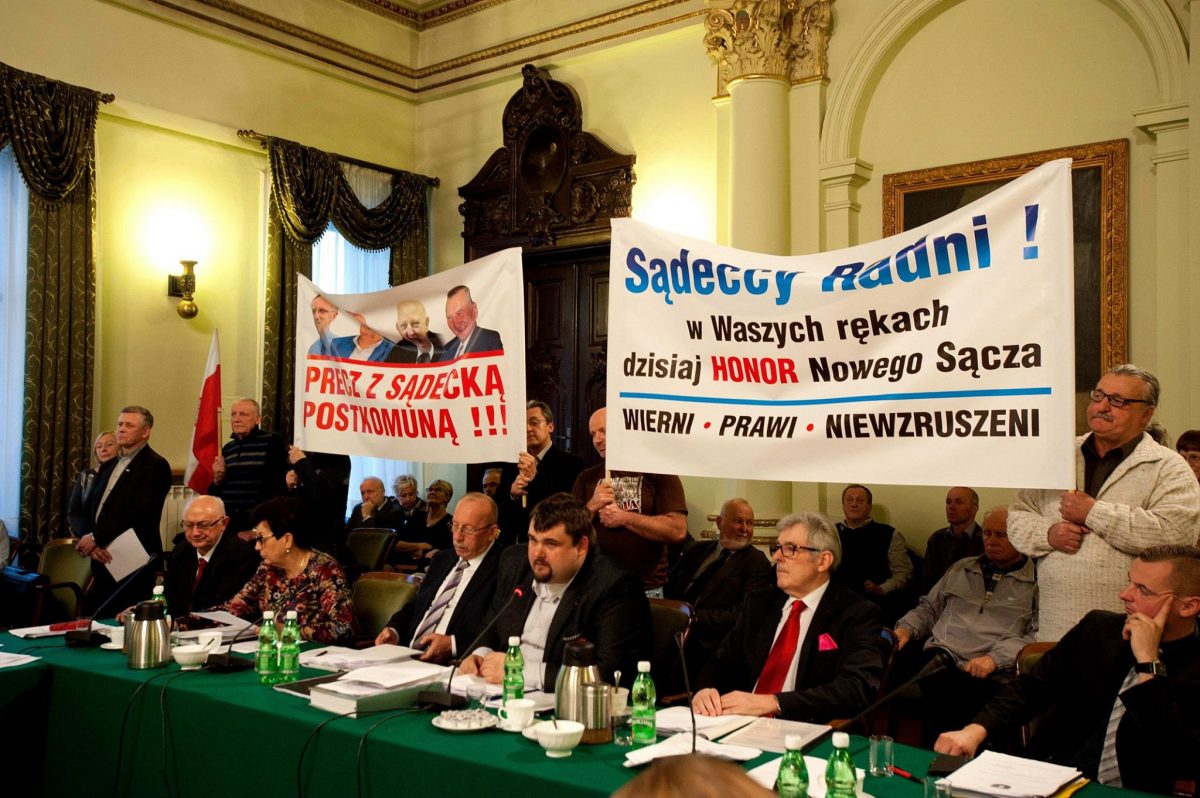 PRECZ Z SĄDECKĄ
POSTKOMUNĄ !!!
Sądeccy Radni !
w Waszych rękach
dzisiaj HONOR Nowego Sącza
WIERNI • PRAWI • NIEWZRUSZENI